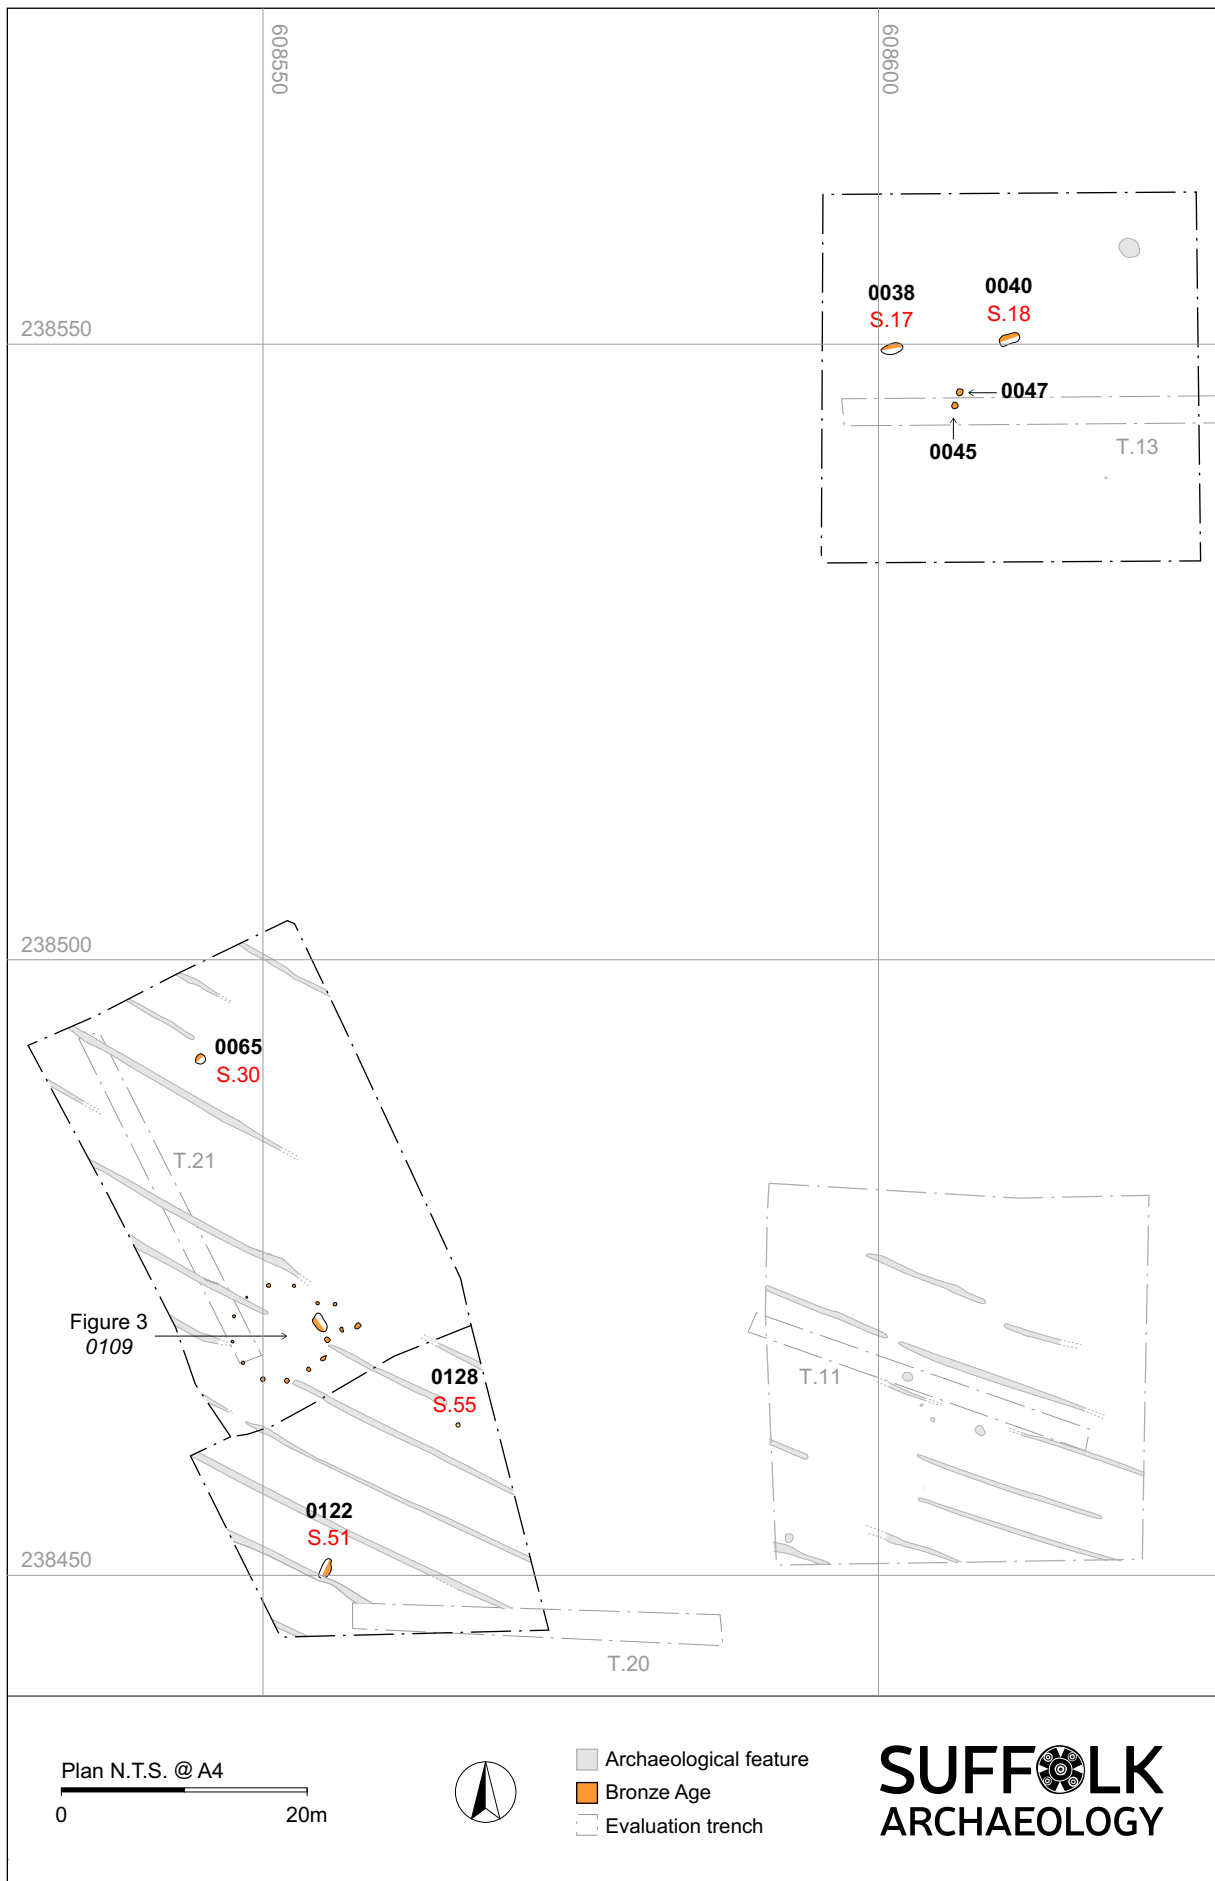 608550
608600
0038
S.17
0040
S.18
238550
0047
0045
T.13
238500
0065
S.30
T.21
Figure 3
0109
0128
S.55
T.11
0122
S.51
238450
T.20
Plan N.T.S. @ A4
0 20m
Archaeological feature
Bronze Age
Evaluation trench
SUFFOLK
ARCHAEOLOGY